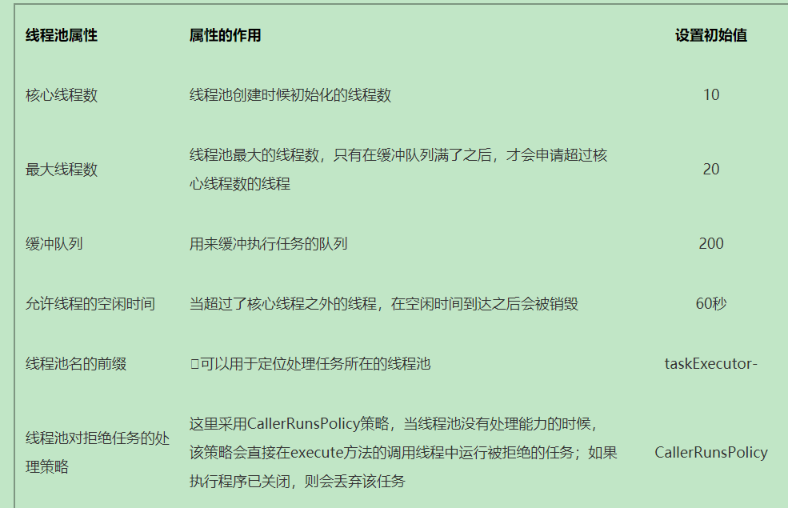 线程池属性 属性的作用 设置初始值
核心线程数 线程池创建时候初始化的线程数 10
最大线程数 线程池最大的线程数，只有在缓冲队列满了之后，才会申请超过核
心线程数的线程 20
缓冲队列 用来缓冲执行任务的队列 200
允许线程的空闲时间 当超过了核心线程之外的线程，在空闲时间到达之后会被销毁 60秒
线程池名的前缀 可以用于定位处理任务所在的线程池 taskExecutor-
线程池对拒绝任务的处
理策略
这里采用CallerRunsPolicy策略，当线程池没有处理能力的时候，
该策略会直接在execute方法的调用线程中运行被拒绝的任务；如果
执行程序已关闭，则会丢弃该任务
CallerRunsPolicy